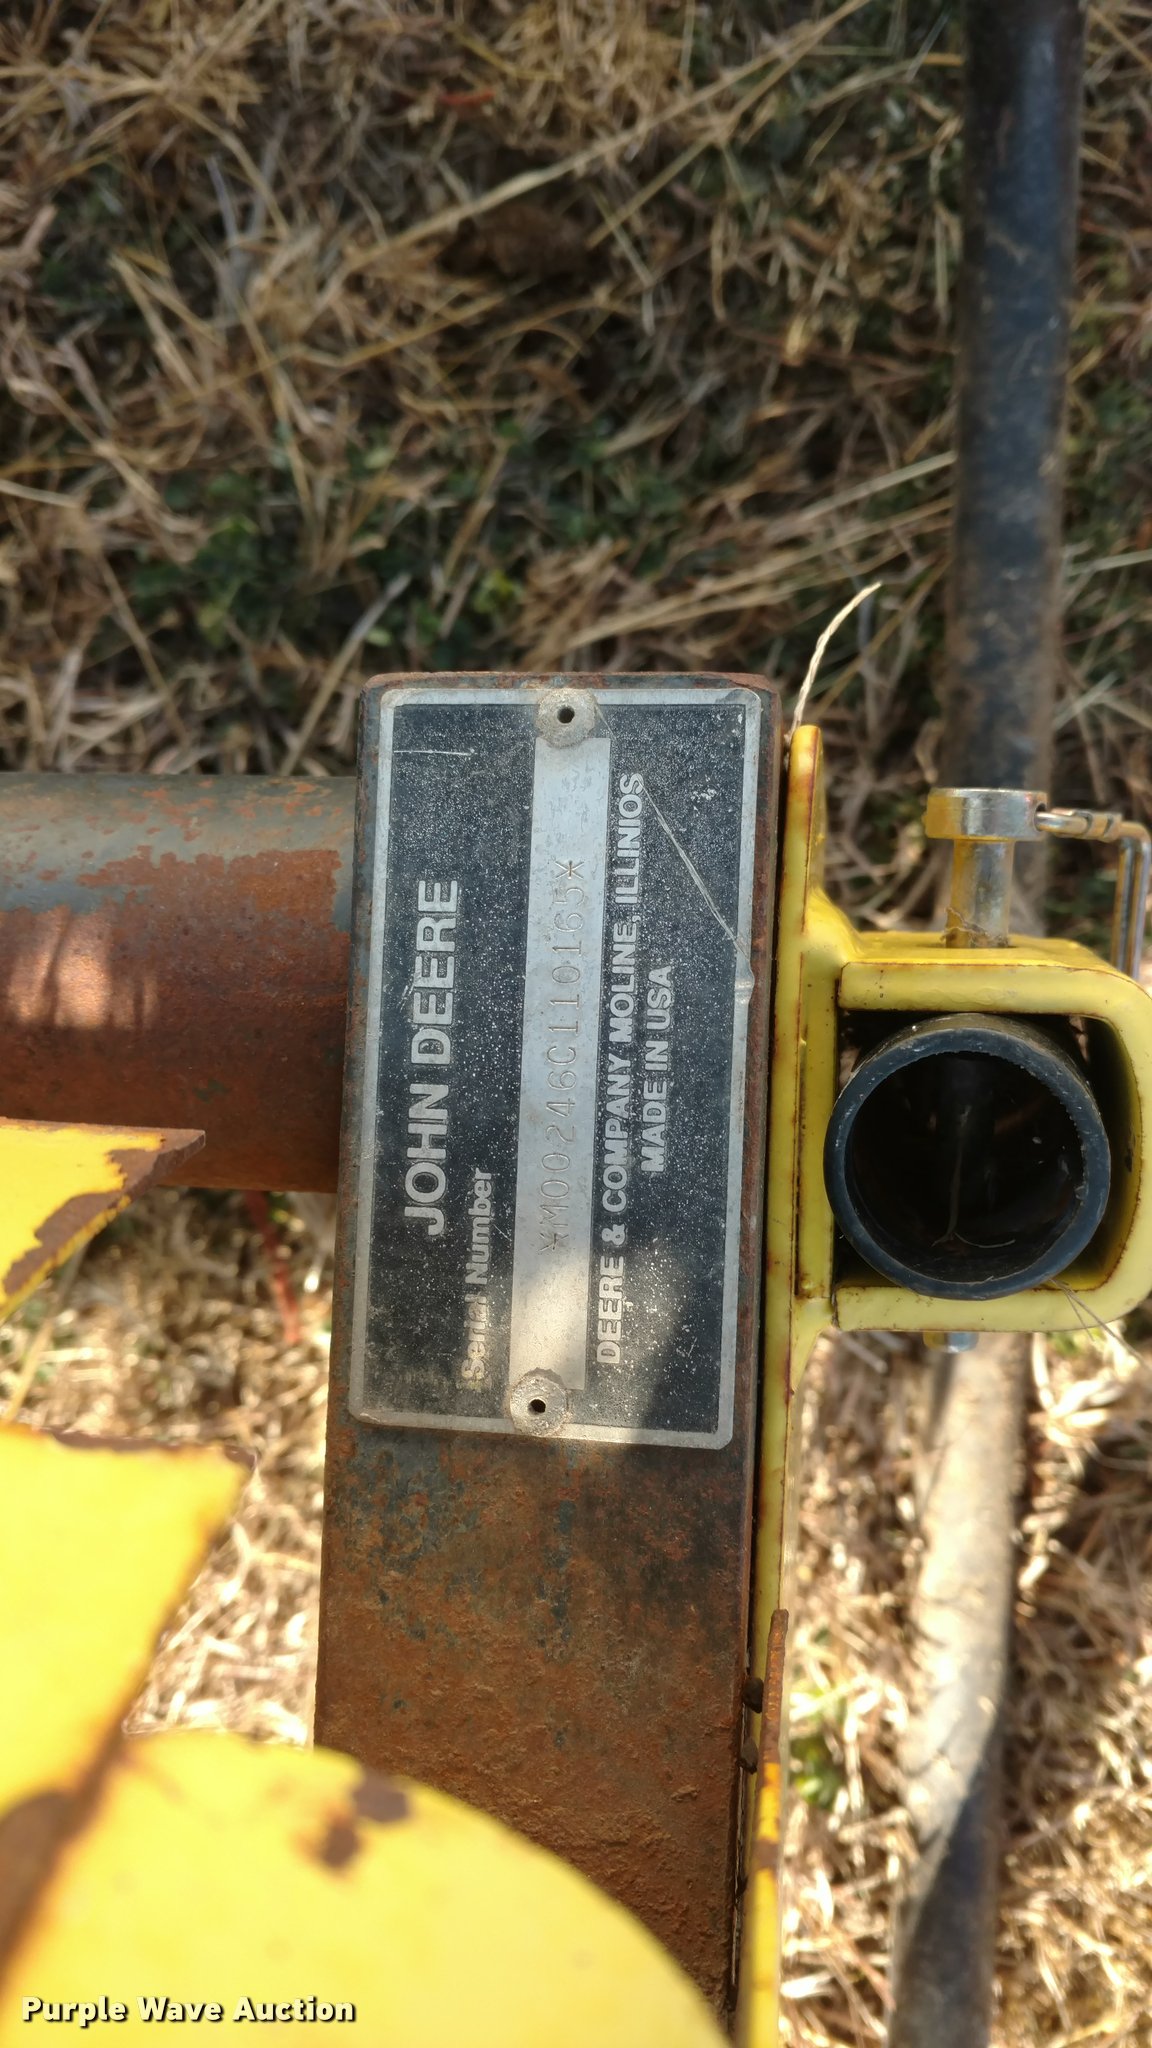 JOHN DEERE
Serial Number
*M00246C110165*
DEERE & COMPANY MOLINE, ILLINIOS
MADE IN USA
Purple Wave Auction